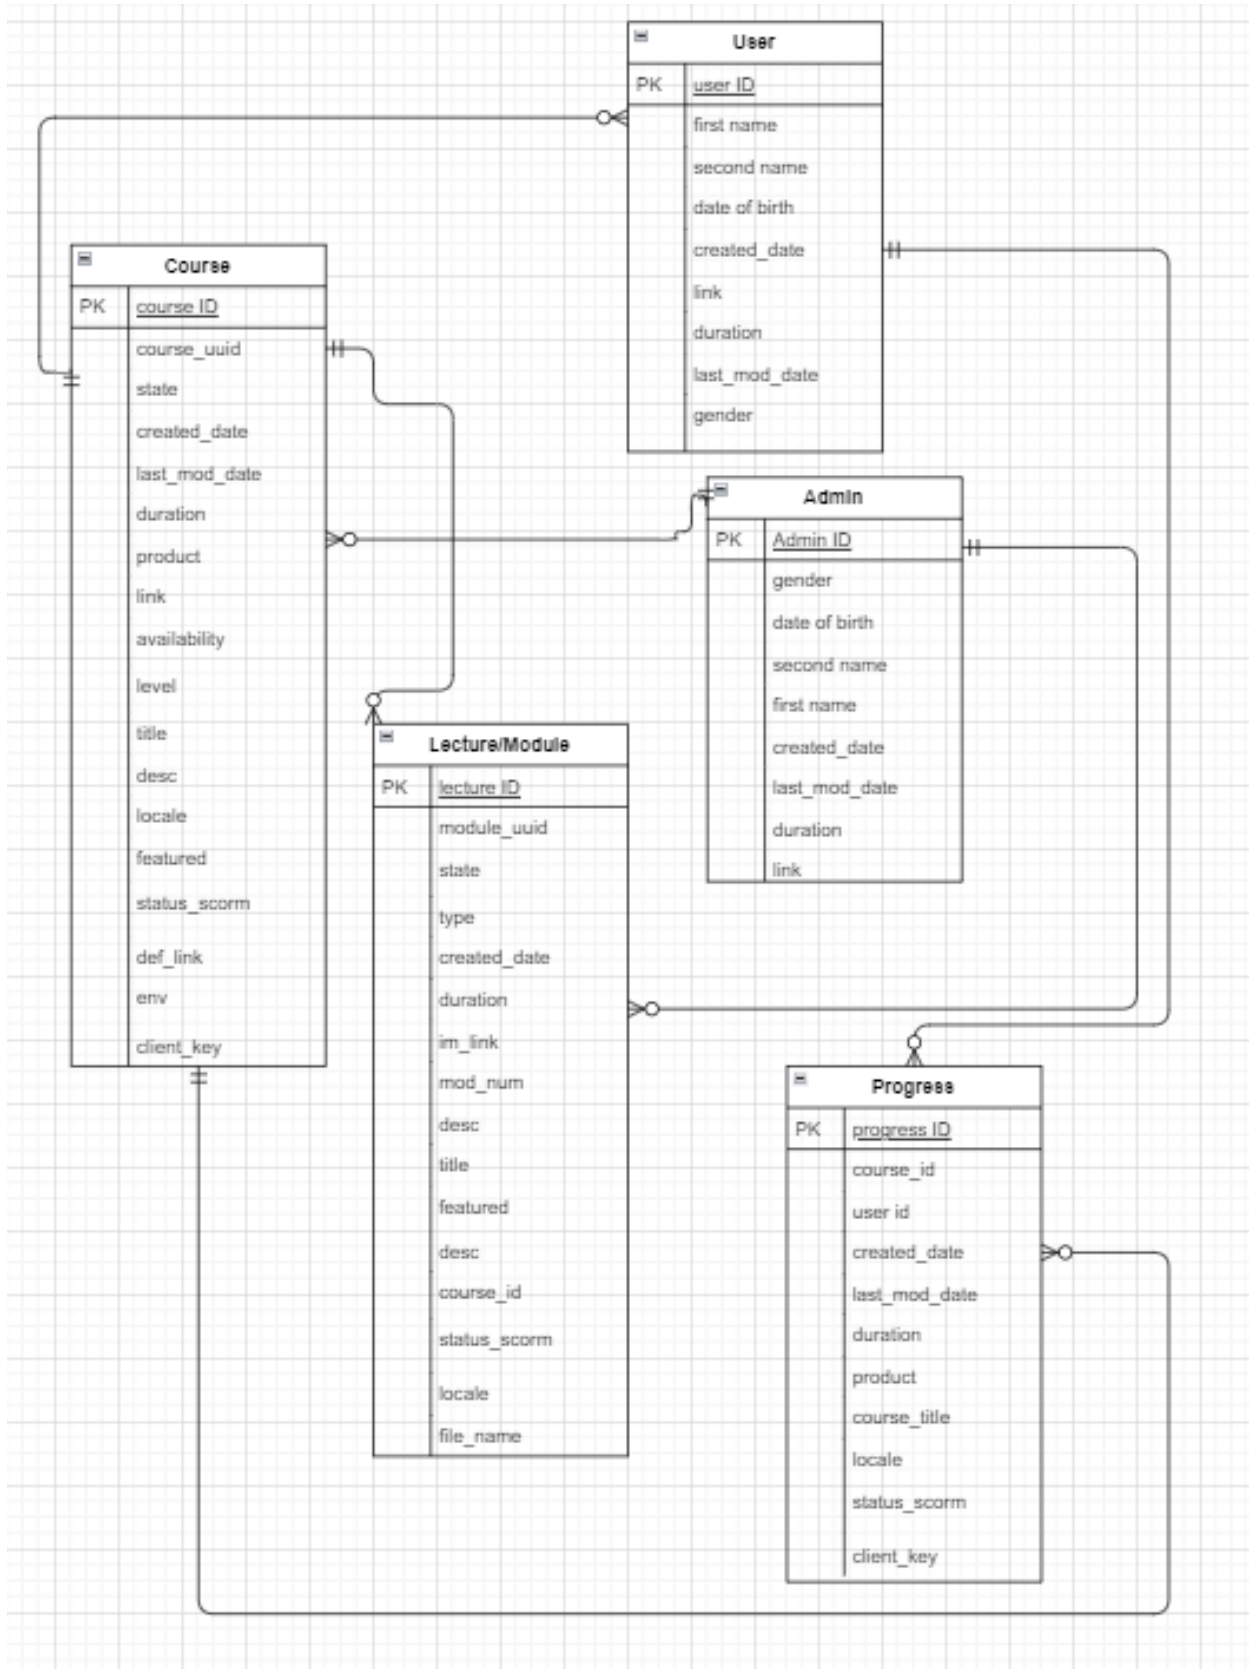 User
PK user ID
first name
second name
date of birth
created_date
link
duration
last_mod_date
gender
Course
PK course ID
course_uuid
state
created_date
last_mod_date
duration
product
link
availability
level
title
desc
locale
featured
status_scorm
def_link
env
client_key
Admin
PK Admin ID
gender
date of birth
second name
first name
created_date
last_mod_date
duration
link
Lecture/Module
PK lecture ID
module_uuid
state
type
created_date
duration
im_link
mod_num
desc
title
featured
desc
course_id
status_scorm
locale
file_name
Progress
PK progress ID
course_id
user id
created_date
last_mod_date
duration
product
course_title
locale
status_scorm
client_key